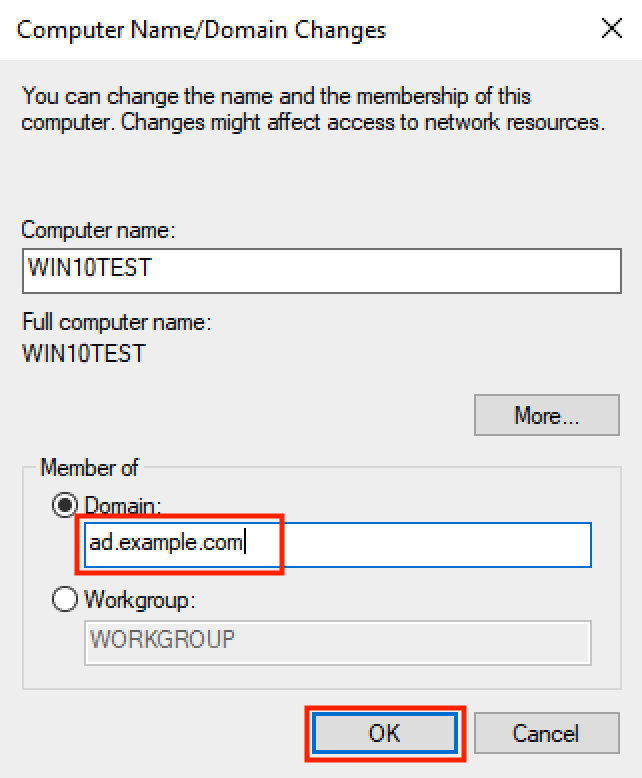 Computer Name/Domain Changes
You can change the name and the membership of this
computer. Changes might affect access to network resources.
Computer name:
WIN10TEST
Full computer name:
WIN10TEST
More...
Member of
Domain:
ad.example.com
Workgroup:
WORKGROUP
OK
Cancel